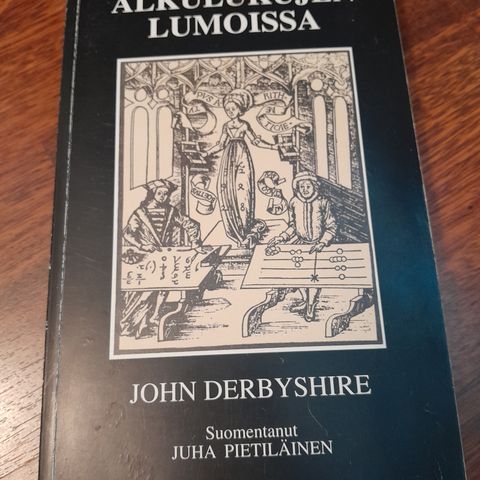 ALKULUKUJEN
LUMOISSA
JOHN DERBYSHIRE
Suomentanut
JUHA PIETILÄINEN